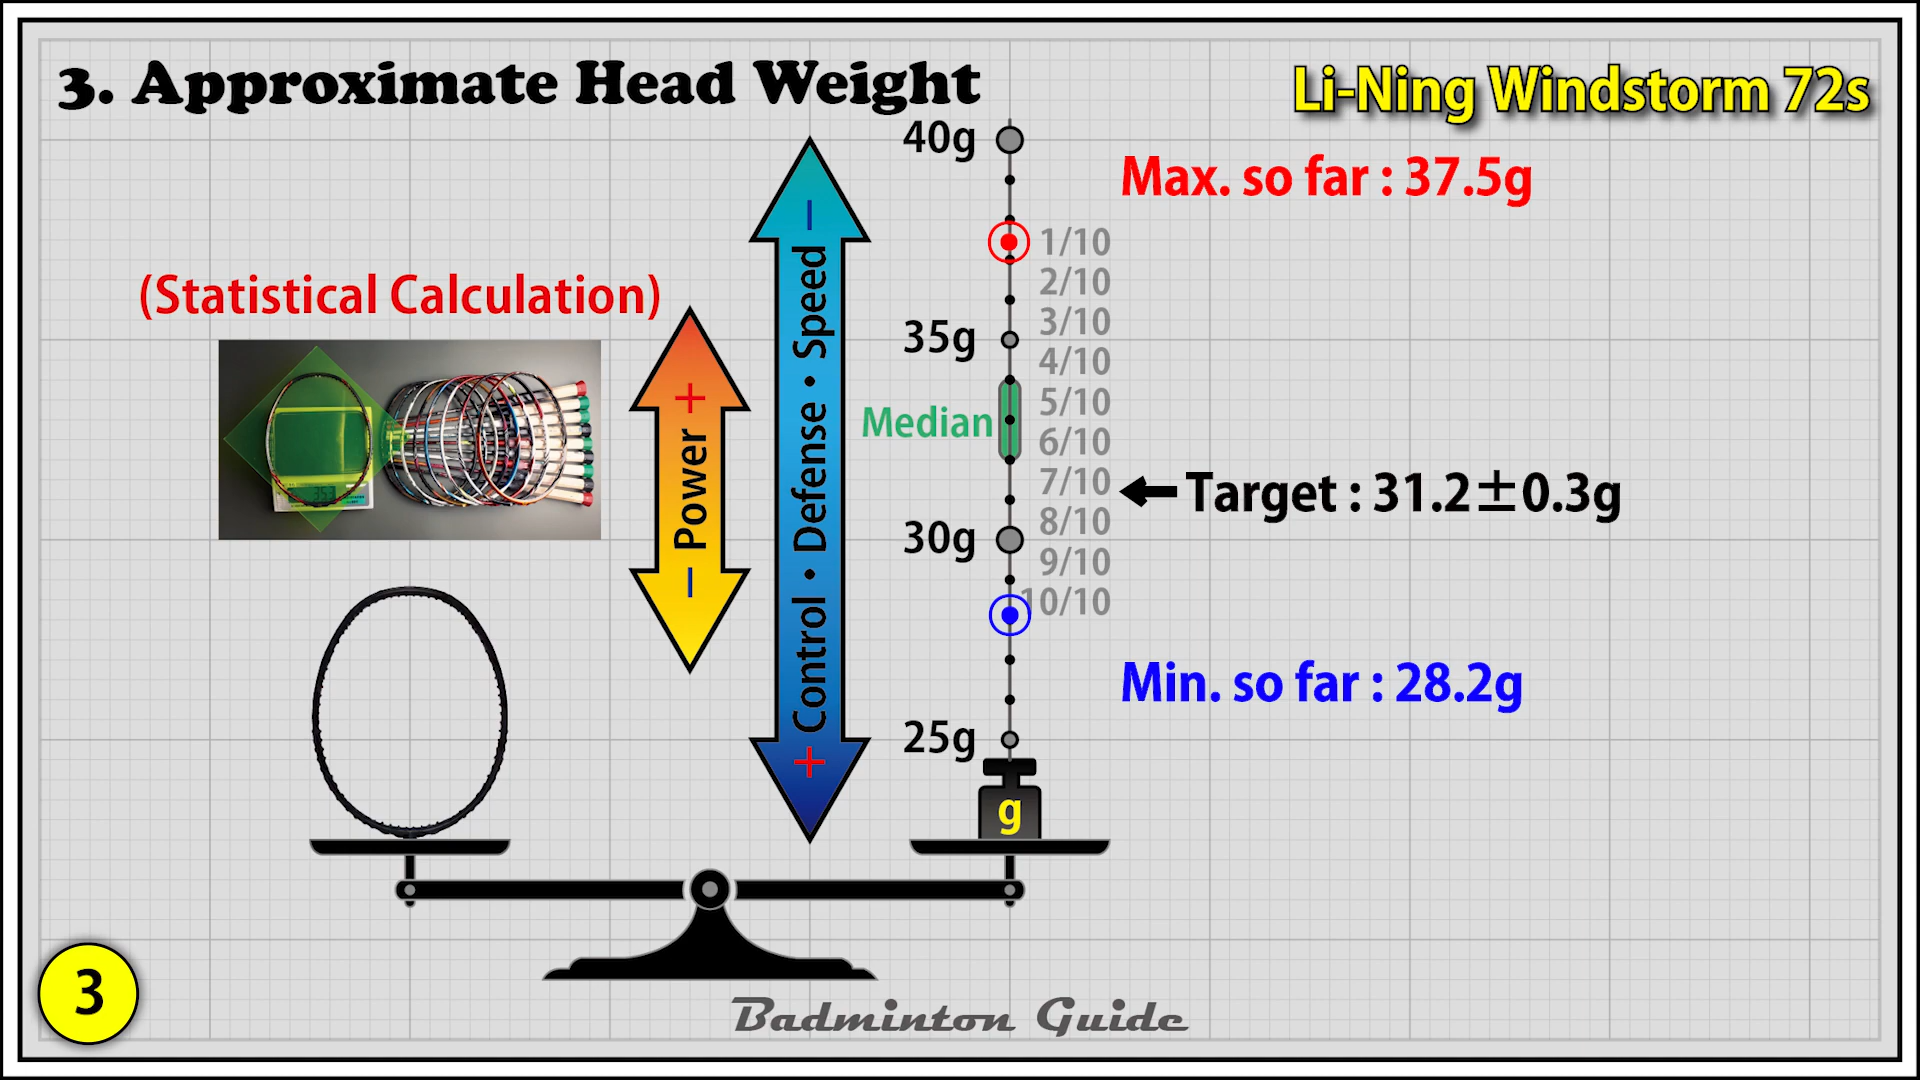 3. Approximate Head Weight
Li-Ning Windstorm 72s
40g
Max. so far : 37.5g
1/10
2/10
(Statistical Calculation)
3/10
35g
4/10
5/10
Median
6/10
7/10
Target : 31.2±0.3g
8/10
30g
9/10
10/10
− Power +
+ Control • Defense • Speed −
Min. so far : 28.2g
25g
g
3
Badminton Guide